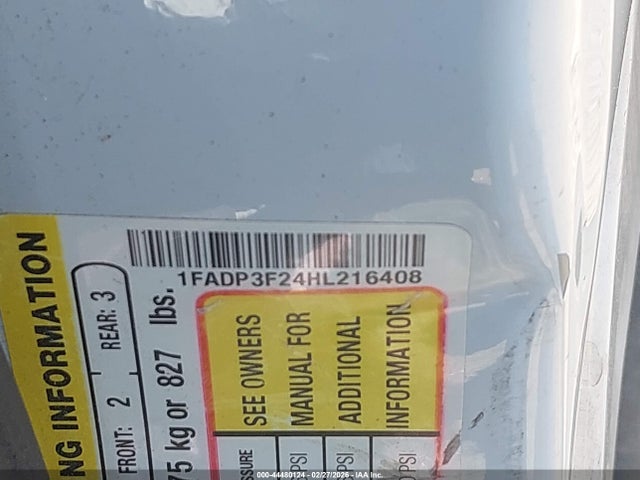 1FADP3F24HL216408
NG INFORMATION
FRONT: 2 REAR: 3
75 kg or 827 lbs.
SEE OWNERS
MANUAL FOR
ADDITIONAL
INFORMATION
SSURE
PSI
PSI
PSI
000-44480124 | 02/27/2026 - © IAA Inc.